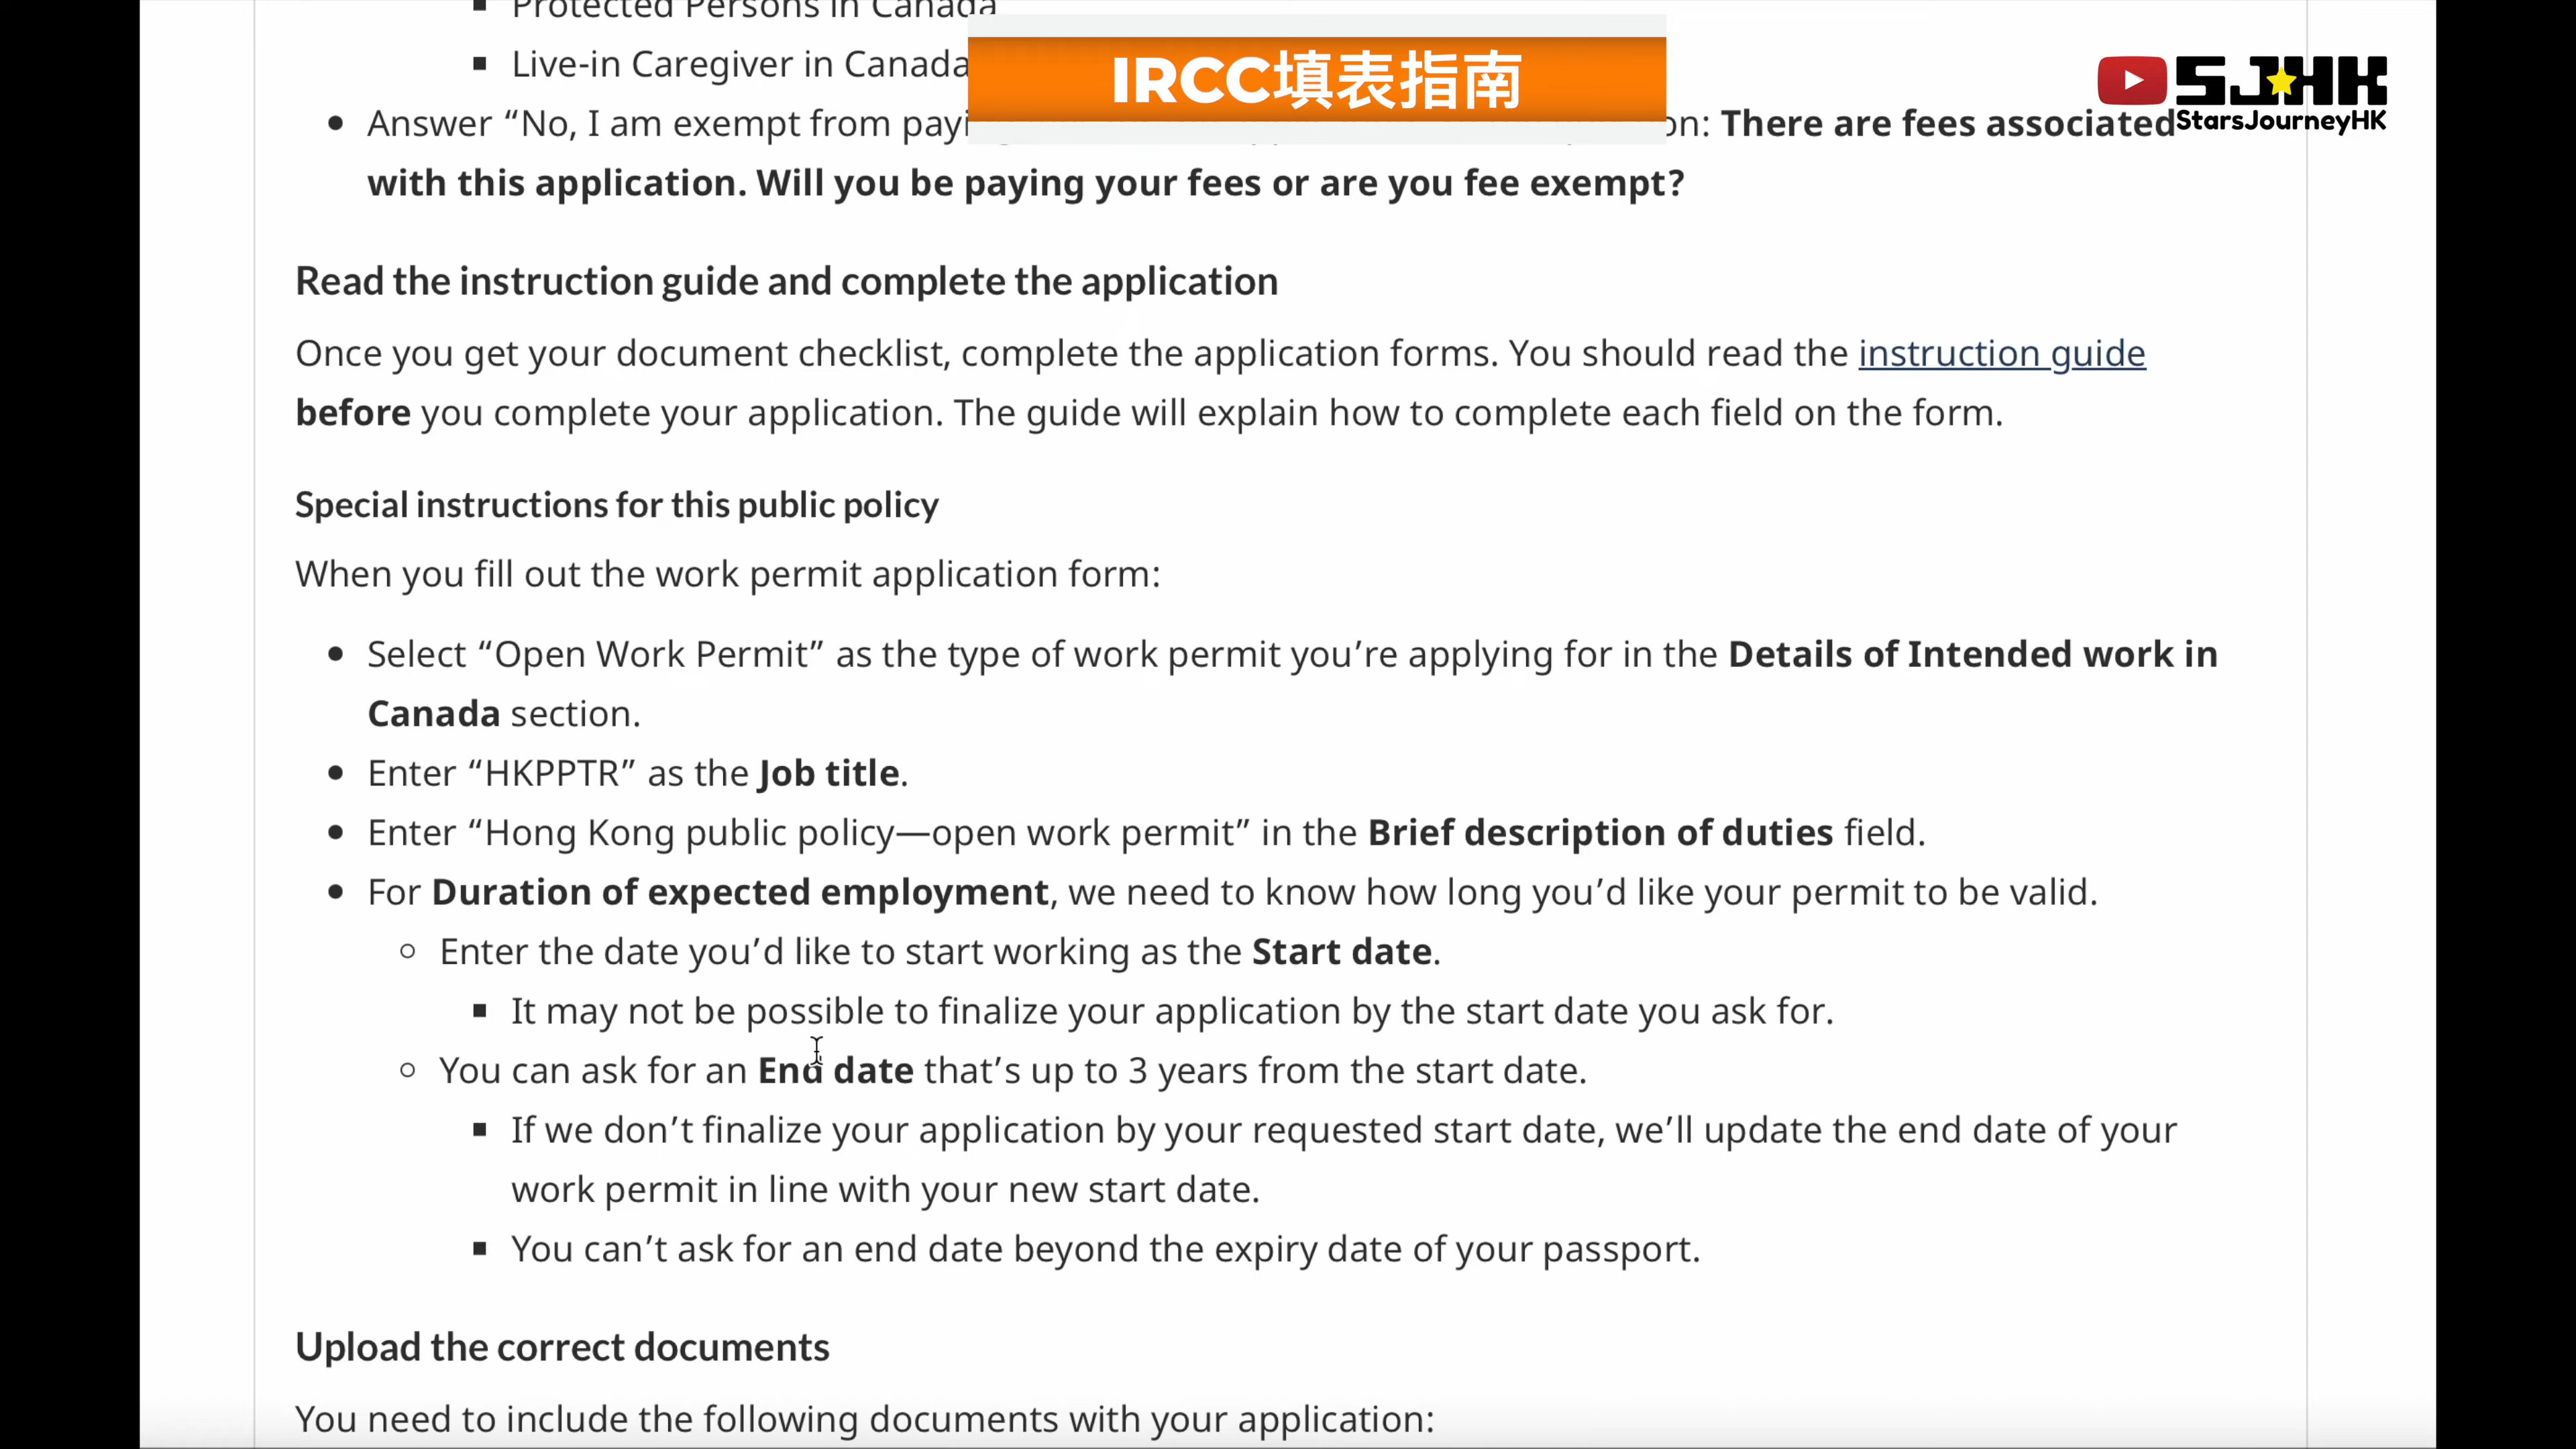 Protected Persons in Canada
Live-in Caregiver in Canada
IRCC填表指南
SJHK
StarsJourneyHK
Answer “No, I am exempt from payi on: There are fees associated
with this application. Will you be paying your fees or are you fee exempt?
Read the instruction guide and complete the application
Once you get your document checklist, complete the application forms. You should read the instruction guide
before you complete your application. The guide will explain how to complete each field on the form.
Special instructions for this public policy
When you fill out the work permit application form:
Select “Open Work Permit” as the type of work permit you’re applying for in the Details of Intended work in
Canada section.
Enter “HKPPTR” as the Job title.
Enter “Hong Kong public policy—open work permit” in the Brief description of duties field.
For Duration of expected employment, we need to know how long you’d like your permit to be valid.
Enter the date you’d like to start working as the Start date.
It may not be possible to finalize your application by the start date you ask for.
You can ask for an End date that’s up to 3 years from the start date.
If we don’t finalize your application by your requested start date, we’ll update the end date of your
work permit in line with your new start date.
You can’t ask for an end date beyond the expiry date of your passport.
Upload the correct documents
You need to include the following documents with your application: